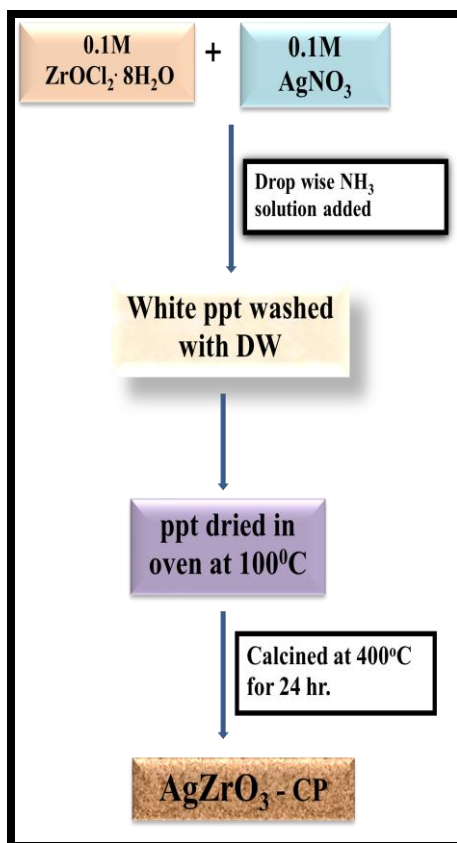 0.1M
ZrOCl₂· 8H₂O
+
0.1M
AgNO₃
Drop wise NH₃
solution added
White ppt washed
with DW
ppt dried in
oven at 100⁰C
Calcined at 400ᵒC
for 24 hr.
AgZrO₃ - CP